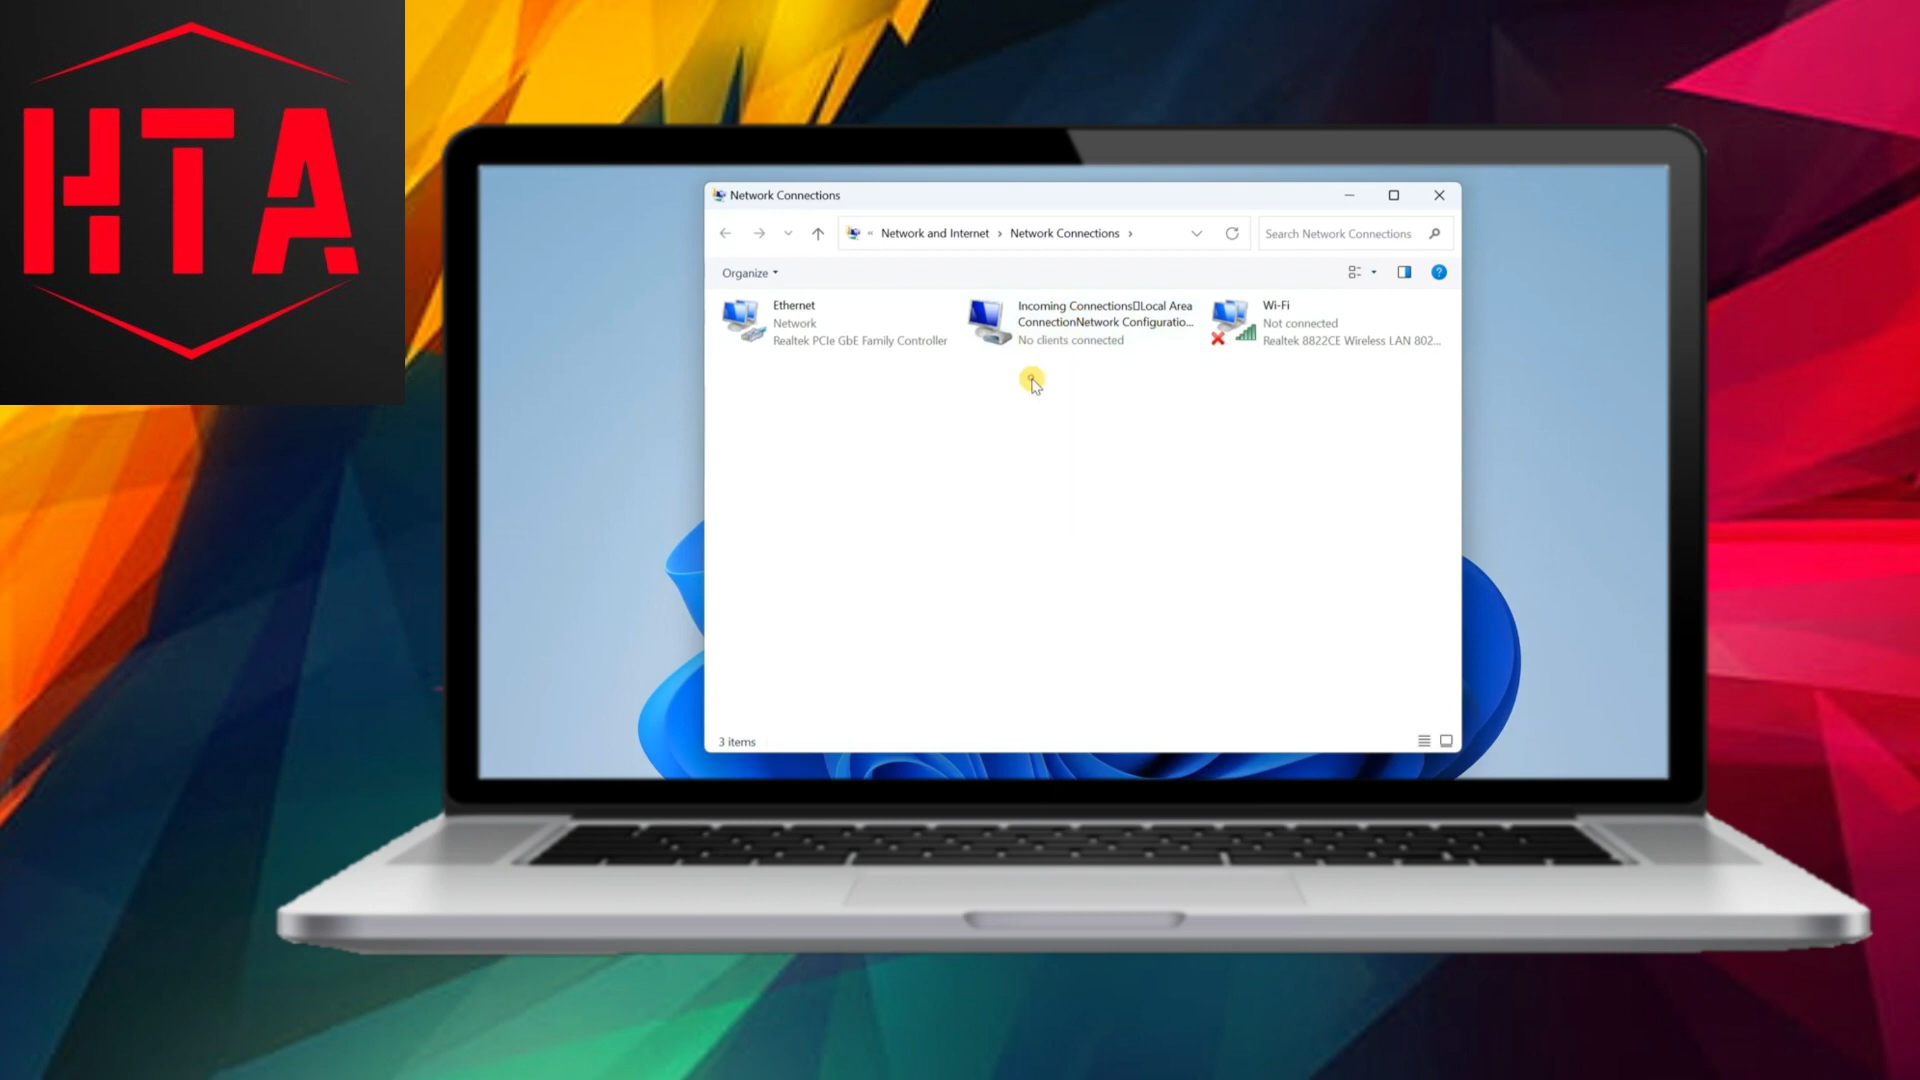 HTA
Network Connections
« Network and Internet › Network Connections ›
Search Network Connections
Organize
?
Ethernet
Network
Realtek PCIe GbE Family Controller
Incoming Connections▯Local Area
ConnectionNetwork Configuratio...
No clients connected
Wi-Fi
Not connected
Realtek 8822CE Wireless LAN 802...
3 items